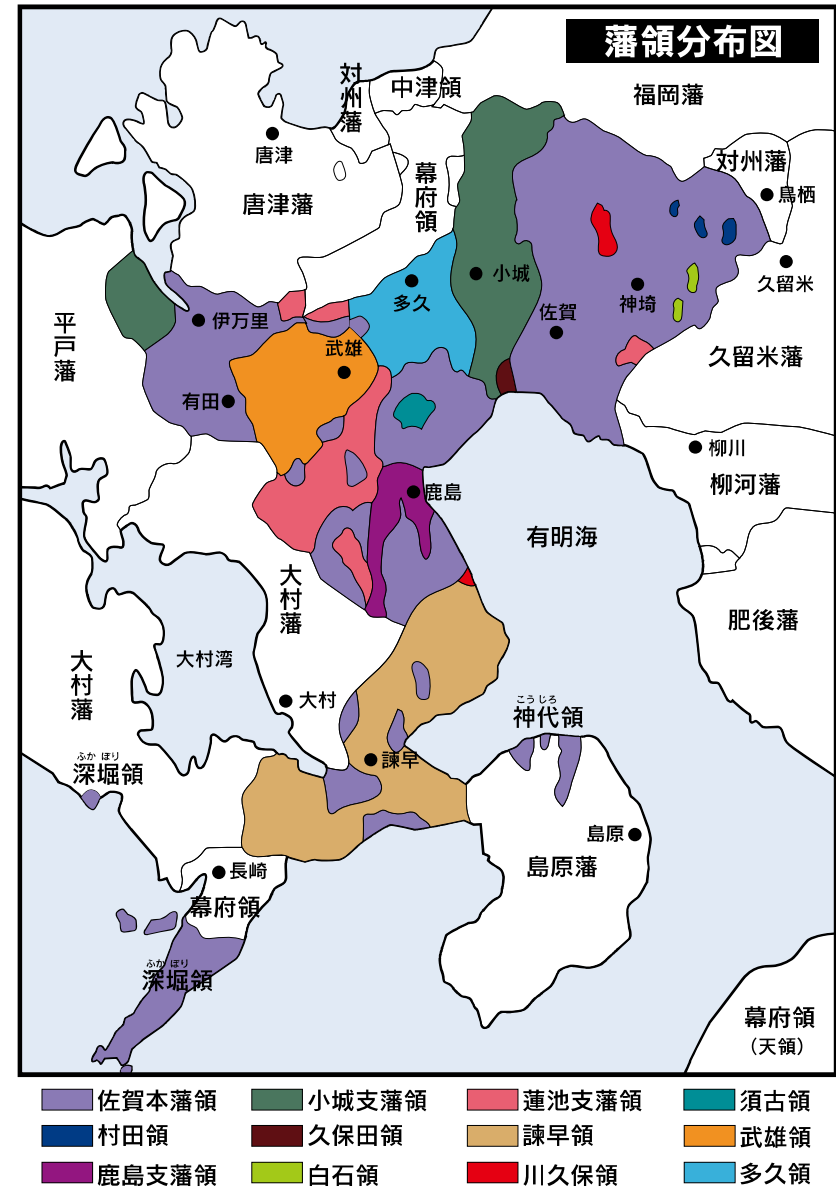 藩領分布図
対州藩
中津領
福岡藩
唐津
唐津藩
幕府領
対州藩
鳥栖
久留米
久留米藩
小城
多久
佐賀
神埼
平戸藩
伊万里
武雄
有田
柳川
柳河藩
鹿島
有明海
大村藩
肥後藩
大村藩
大村湾
大村
こうじろ
神代領
諫早
ふか ぼり
深堀領
島原
島原藩
長崎
幕府領
ふか ぼり
深堀領
幕府領
（天領）
佐賀本藩領
小城支藩領
蓮池支藩領
須古領
村田領
久保田領
諫早領
武雄領
鹿島支藩領
白石領
川久保領
多久領